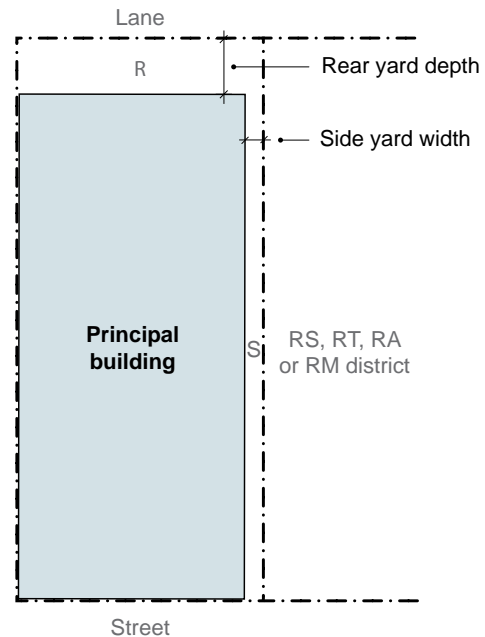 Lane
R
Rear yard depth
Side yard width
Principal
building
S
RS, RT, RA
or RM district
Street